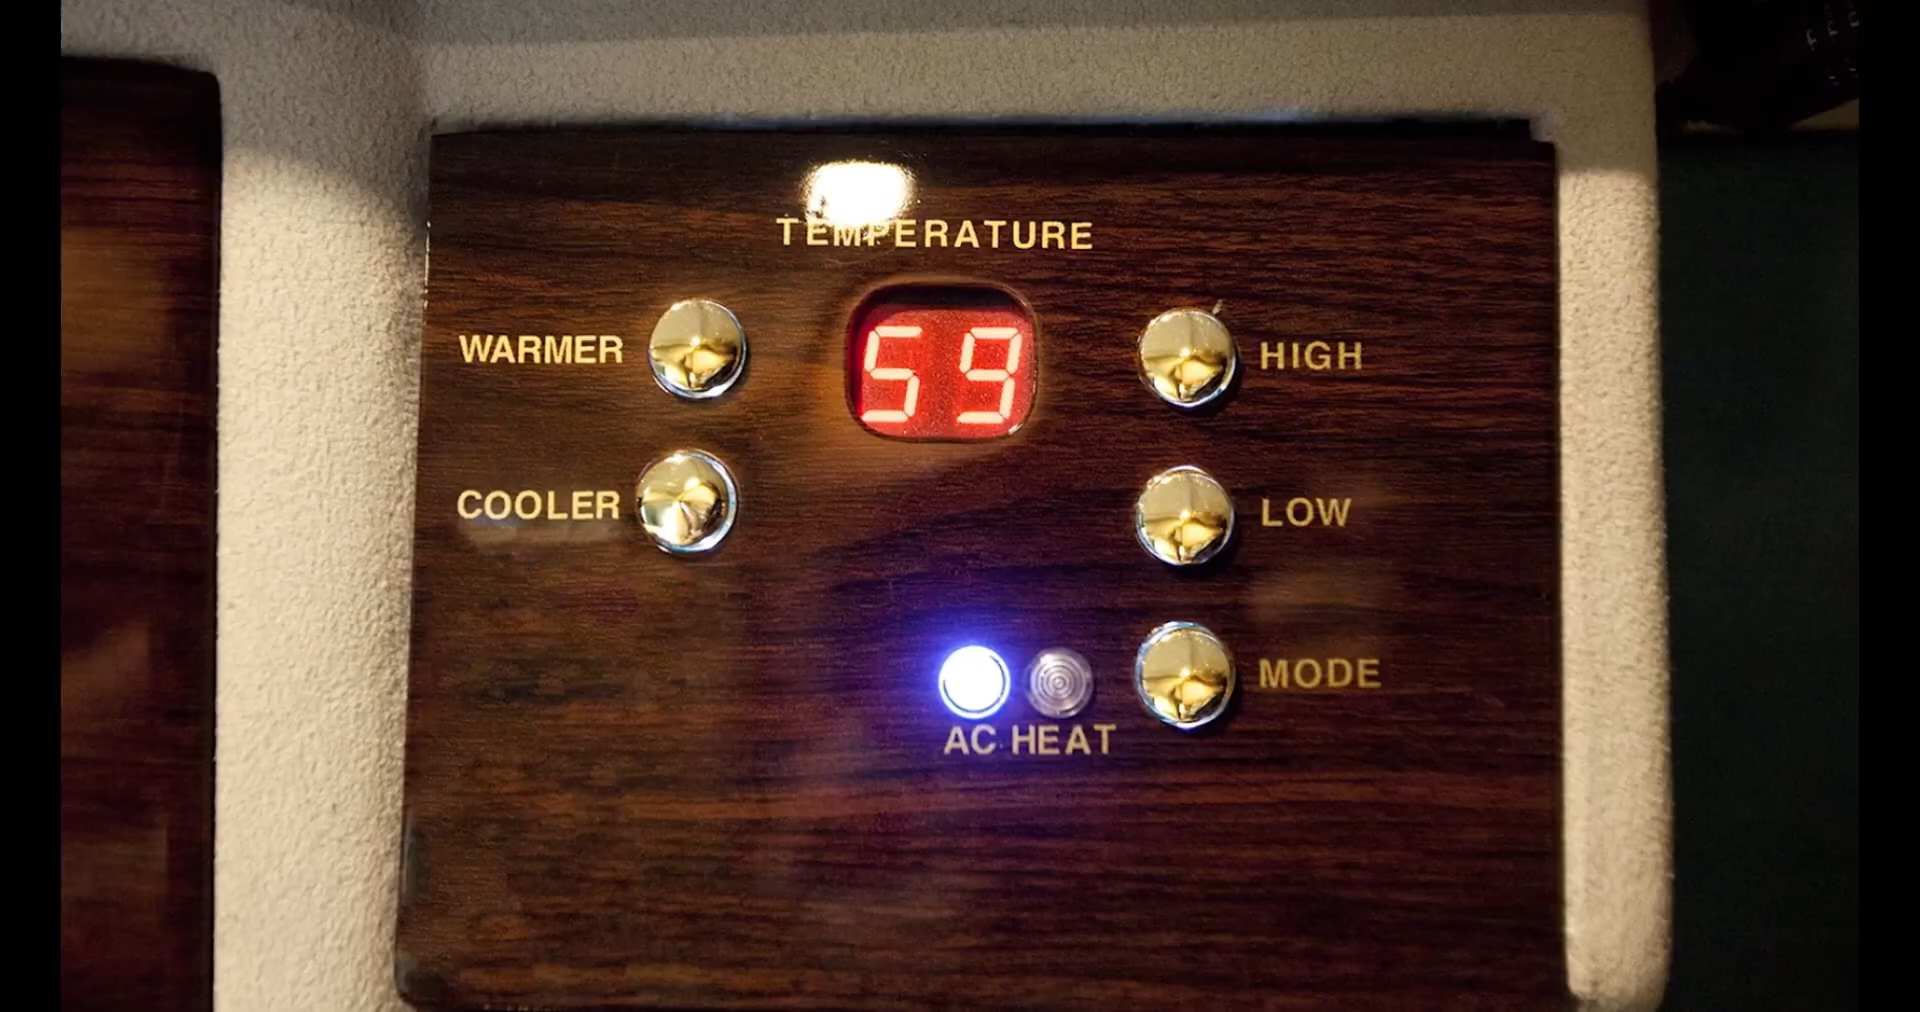 TEMPERATURE
WARMER
59
HIGH
COOLER
LOW
MODE
AC HEAT